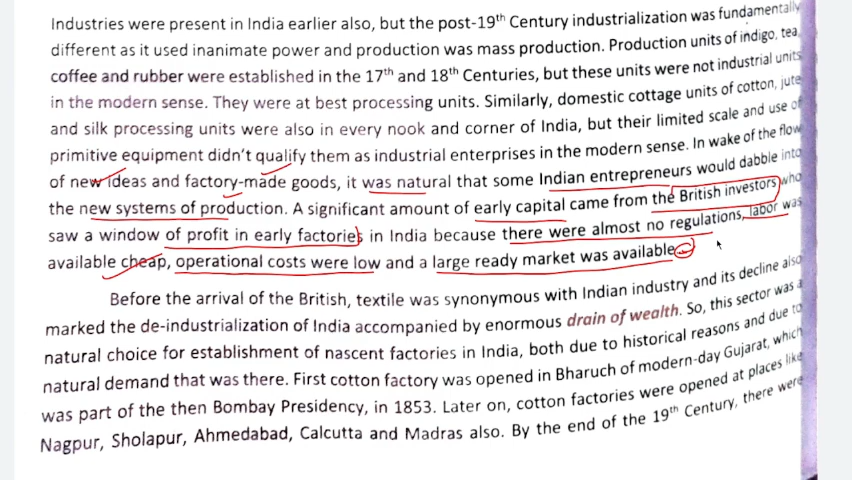 Industries were present in India earlier also, but the post-19th Century industrialization was fundamentally
different as it used inanimate power and production was mass production. Production units of indigo, tea,
coffee and rubber were established in the 17th and 18th Centuries, but these units were not industrial units
in the modern sense. They were at best processing units. Similarly, domestic cottage units of cotton, jute
and silk processing units were also in every nook and corner of India, but their limited scale and use of
primitive equipment didn't qualify them as industrial enterprises in the modern sense. In wake of the flow
of new ideas and factory-made goods, it was natural that some Indian entrepreneurs would dabble into
the new systems of production. A significant amount of early capital came from the British investors who
saw a window of profit in early factories in India because there were almost no regulations, labor was
available cheap, operational costs were low and a large ready market was available.
Before the arrival of the British, textile was synonymous with Indian industry and its decline also
marked the de-industrialization of India accompanied by enormous drain of wealth. So, this sector was a
natural choice for establishment of nascent factories in India, both due to historical reasons and due to
natural demand that was there. First cotton factory was opened in Bharuch of modern-day Gujarat, which
was part of the then Bombay Presidency, in 1853. Later on, cotton factories were opened at places like
Nagpur, Sholapur, Ahmedabad, Calcutta and Madras also. By the end of the 19th Century, there were